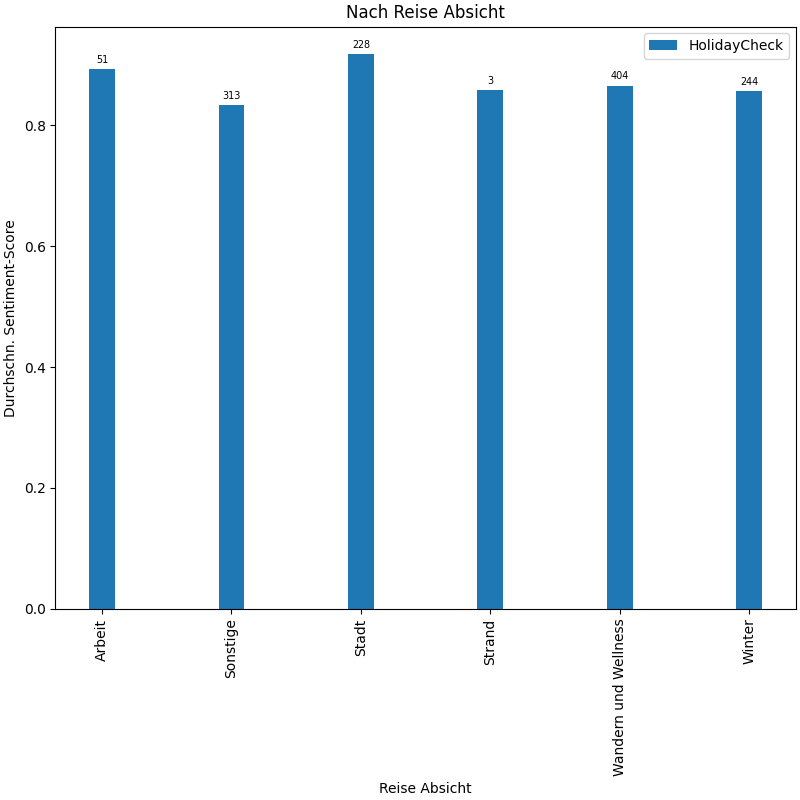 Nach Reise Absicht
HolidayCheck
51
313
228
3
404
244
Durchschn. Sentiment-Score
0.8
0.6
0.4
0.2
0.0
Arbeit
Sonstige
Stadt
Strand
Wandern und Wellness
Winter
Reise Absicht